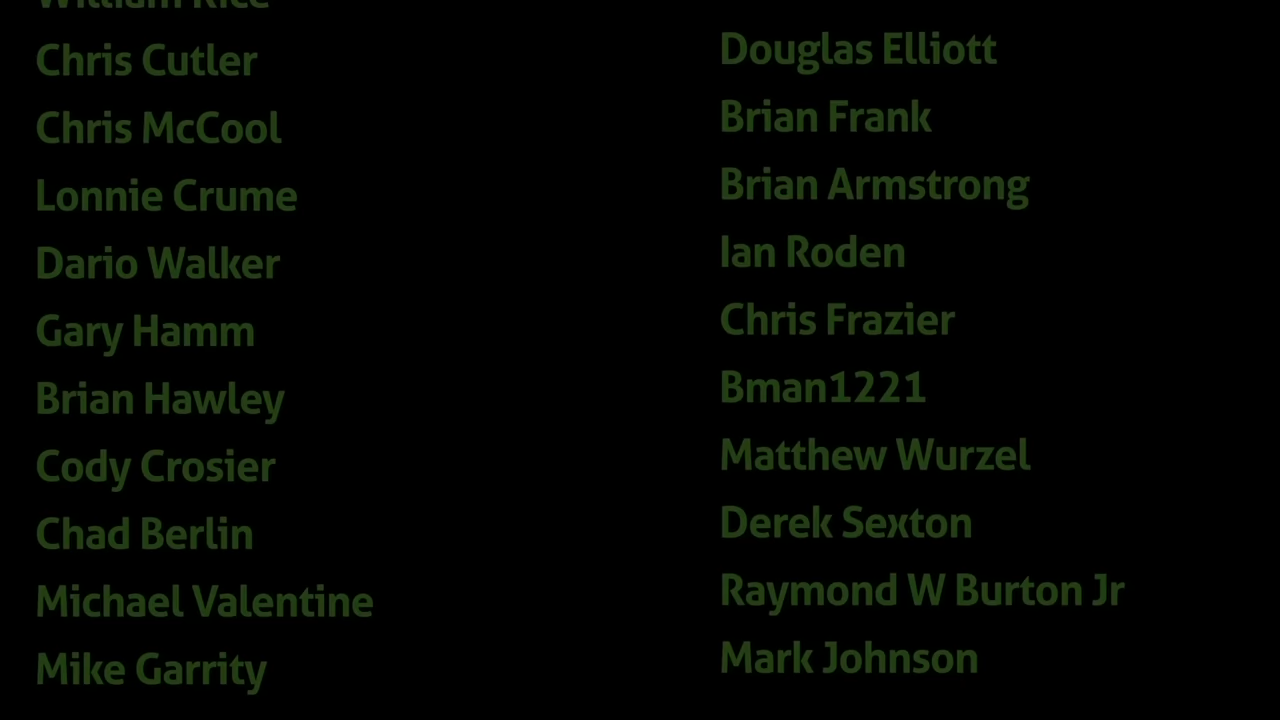 William Rice
Chris Cutler
Chris McCool
Lonnie Crume
Dario Walker
Gary Hamm
Brian Hawley
Cody Crosier
Chad Berlin
Michael Valentine
Mike Garrity
Douglas Elliott
Brian Frank
Brian Armstrong
Ian Roden
Chris Frazier
Bman1221
Matthew Wurzel
Derek Sexton
Raymond W Burton Jr
Mark Johnson